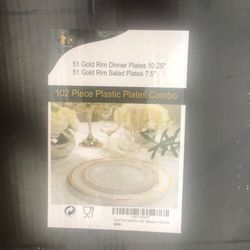 51 Gold Rim Dinner Plates 10.25"
51 Gold Rim Salad Plates 7.5"
102 Piece Plastic Plates Combo